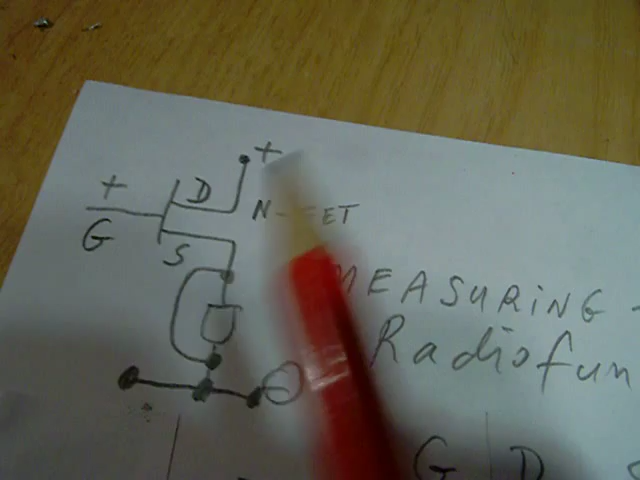 +
+ D
N-FET
G
S
MEASURING -
Radiofun
G D